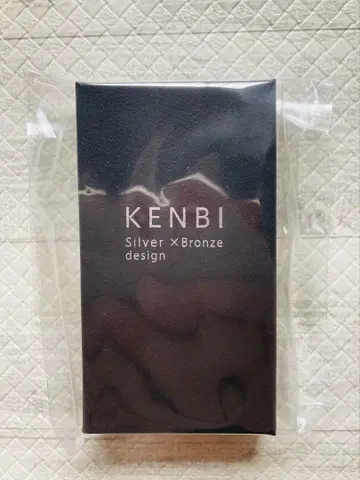 KENBI
Silver ×Bronze
design